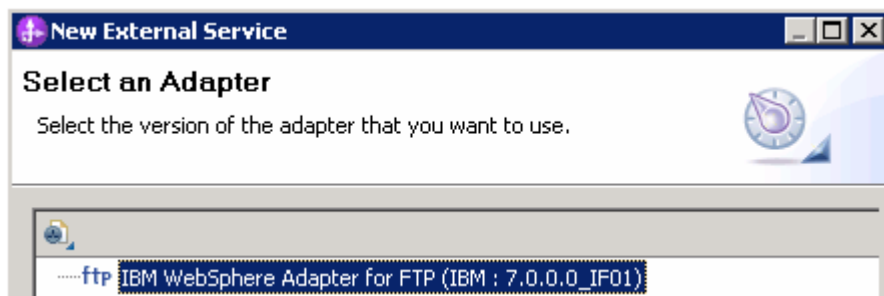 New External Service
Select an Adapter
Select the version of the adapter that you want to use.
ftp IBM WebSphere Adapter for FTP (IBM : 7.0.0.0_IF01)